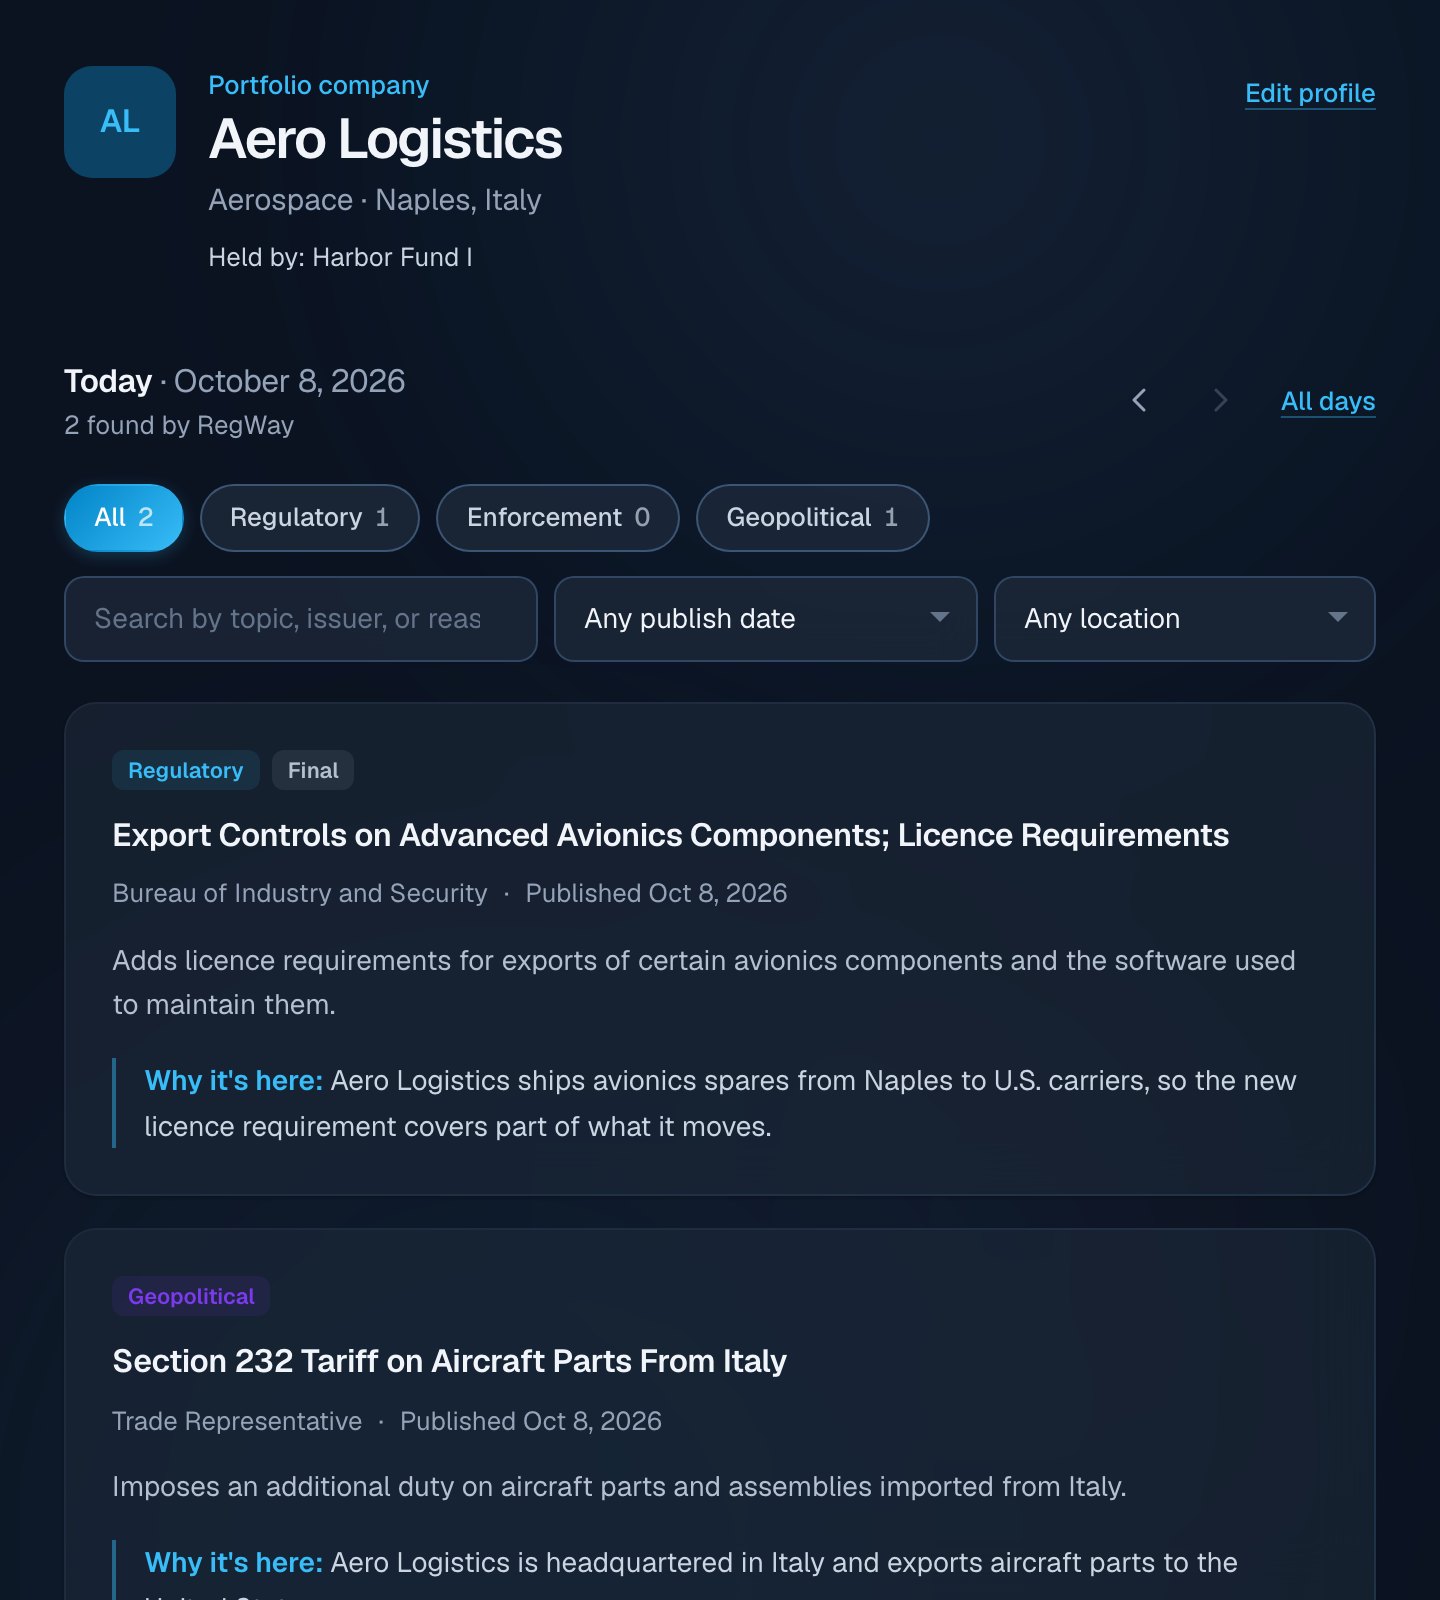 AL
Portfolio company
Edit profile
Aero Logistics
Aerospace · Naples, Italy
Held by: Harbor Fund I
Today · October 8, 2026
2 found by RegWay
All days
All 2
Regulatory 1
Enforcement 0
Geopolitical 1
Search by topic, issuer, or reas
Any publish date
Any location
Regulatory
Final
Export Controls on Advanced Avionics Components; Licence Requirements
Bureau of Industry and Security · Published Oct 8, 2026
Adds licence requirements for exports of certain avionics components and the software used
to maintain them.
Why it's here: Aero Logistics ships avionics spares from Naples to U.S. carriers, so the new
licence requirement covers part of what it moves.
Geopolitical
Section 232 Tariff on Aircraft Parts From Italy
Trade Representative · Published Oct 8, 2026
Imposes an additional duty on aircraft parts and assemblies imported from Italy.
Why it's here: Aero Logistics is headquartered in Italy and exports aircraft parts to the